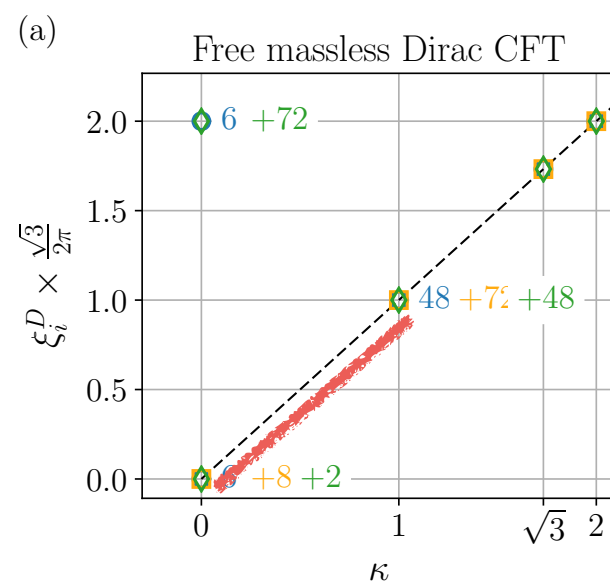 (a)
Free massless Dirac CFT
2.0
6 +72
1.5
1.0
48 +72 +48
0.5
0.0
6 +8 +2
0 1 √3 2
κ
ξ_i^D × √3/2π